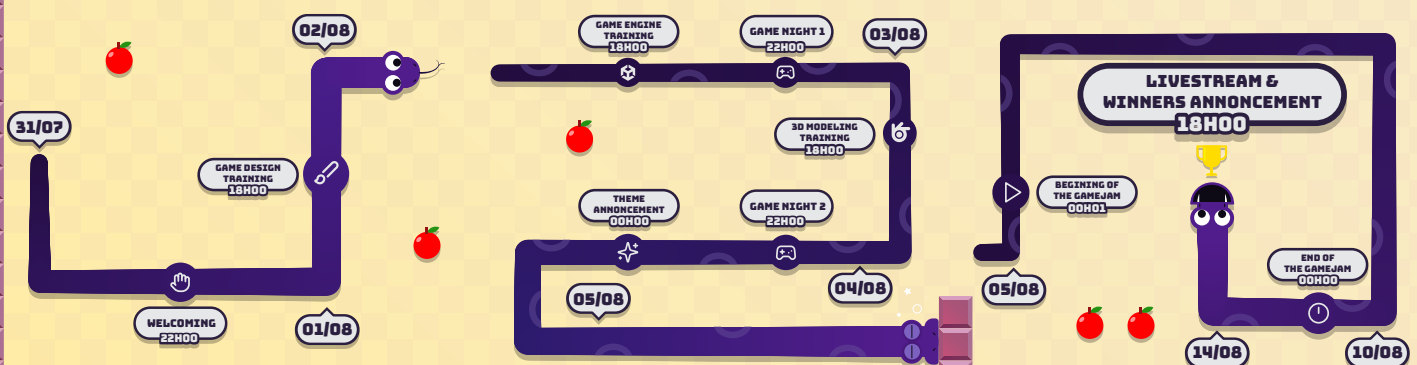 31/07
WELCOMING
22H00
01/08
GAME DESIGN
TRAINING
18H00
02/08
GAME ENGINE
TRAINING
18H00
GAME NIGHT 1
22H00
03/08
3D MODELING
TRAINING
18H00
04/08
GAME NIGHT 2
22H00
THEME
ANNONCEMENT
00H00
05/08
05/08
BEGINING OF
THE GAMEJAM
00H01
LIVESTREAM &
WINNERS ANNONCEMENT
18H00
END OF
THE GAMEJAM
00H00
10/08
14/08